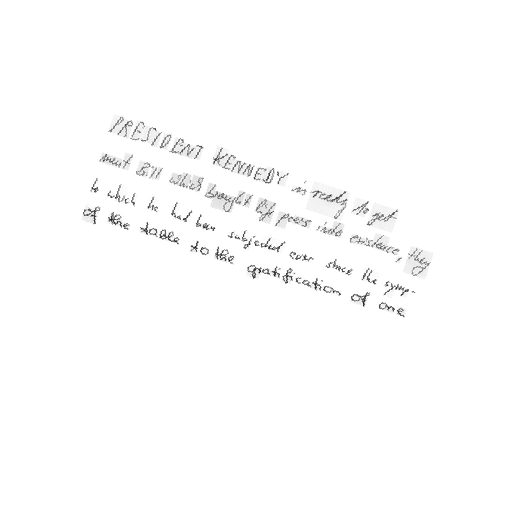 PRESIDENT KENNEDY is ready to get
ment Bill which brought life peers into existence, they
to which he had been subjected ever since the symp-
of the table to the gratification of one